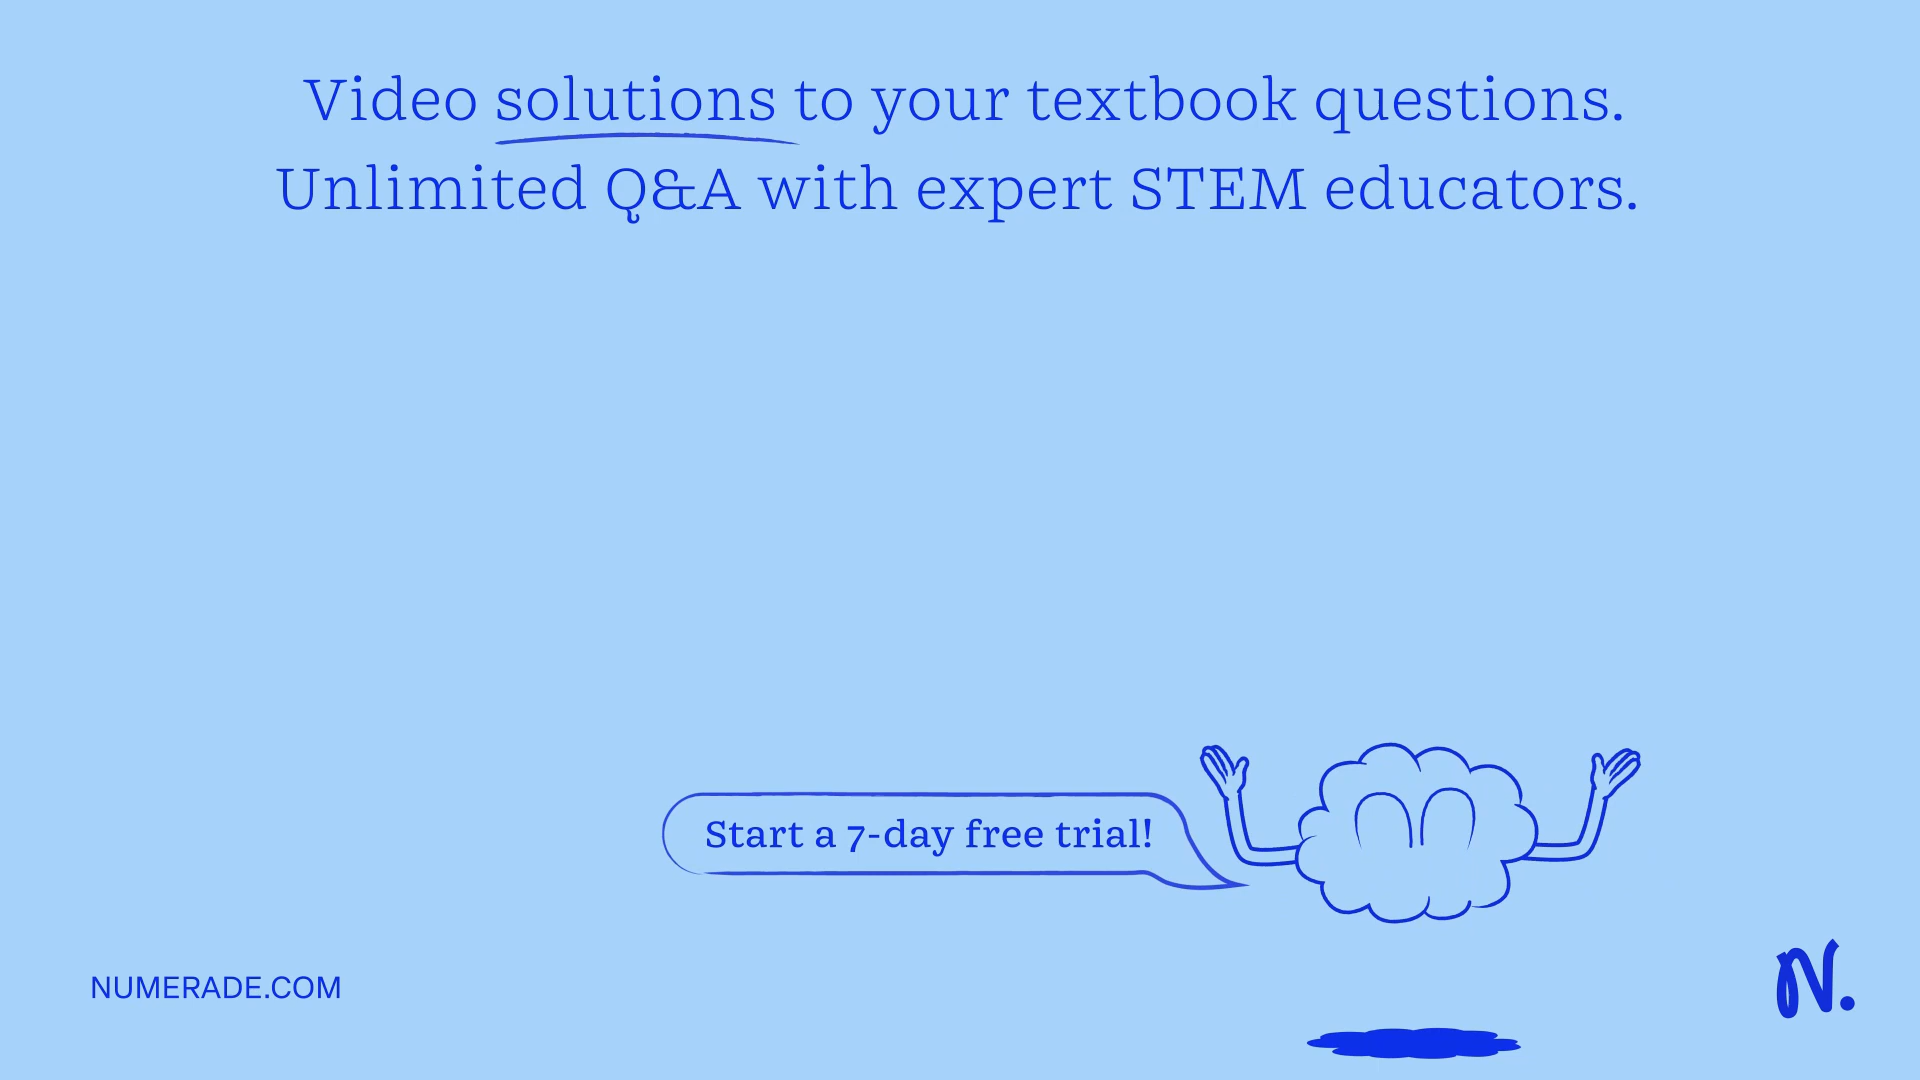 Video solutions to your textbook questions.
Unlimited Q&A with expert STEM educators.
Start a 7-day free trial!
NUMERADE.COM
N.